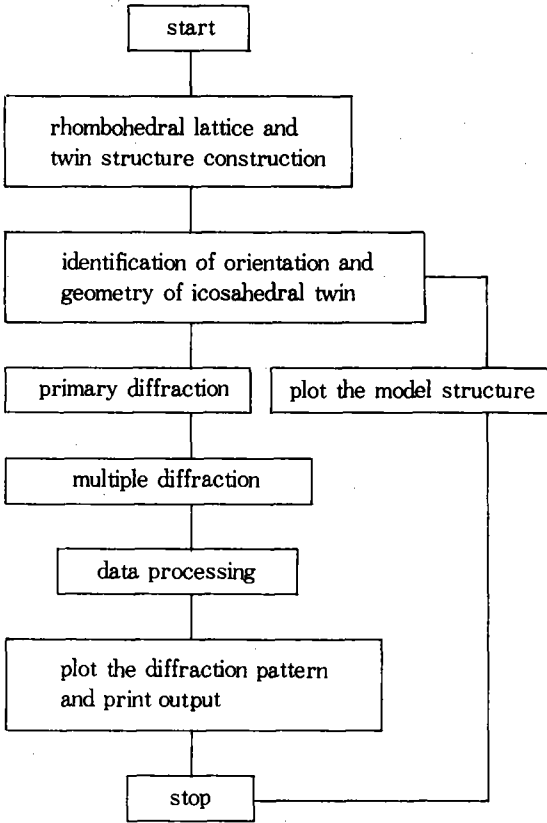 start
rhombohedral lattice and
twin structure construction
identification of orientation and
geometry of icosahedral twin
primary diffraction
plot the model structure
multiple diffraction
data processing
plot the diffraction pattern
and print output
stop